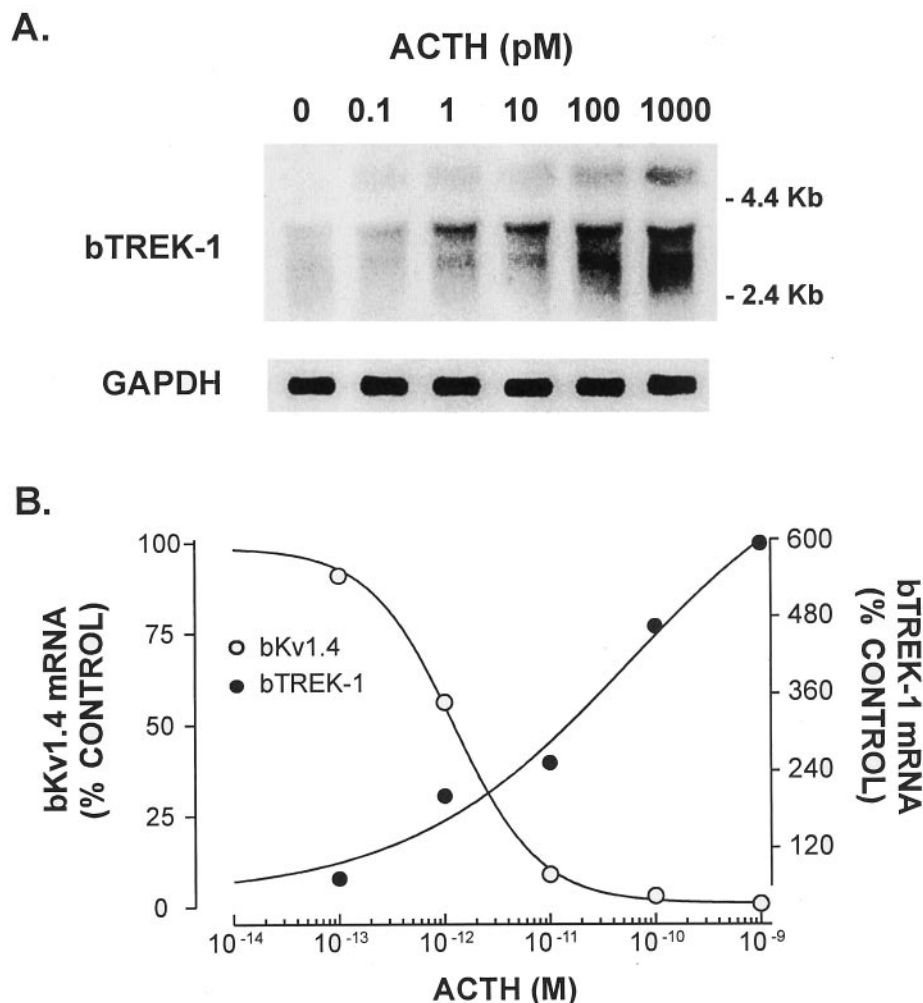 A.
ACTH (pM)
0 0.1 1 10 100 1000
bTREK-1
- 4.4 Kb
- 2.4 Kb
GAPDH
B.
bKv1.4 mRNA
(% CONTROL)
100
75
50
25
0
bKv1.4
bTREK-1
600
480
360
240
120
bTREK-1 mRNA
(% CONTROL)
10⁻¹⁴ 10⁻¹³ 10⁻¹² 10⁻¹¹ 10⁻¹⁰ 10⁻⁹
ACTH (M)